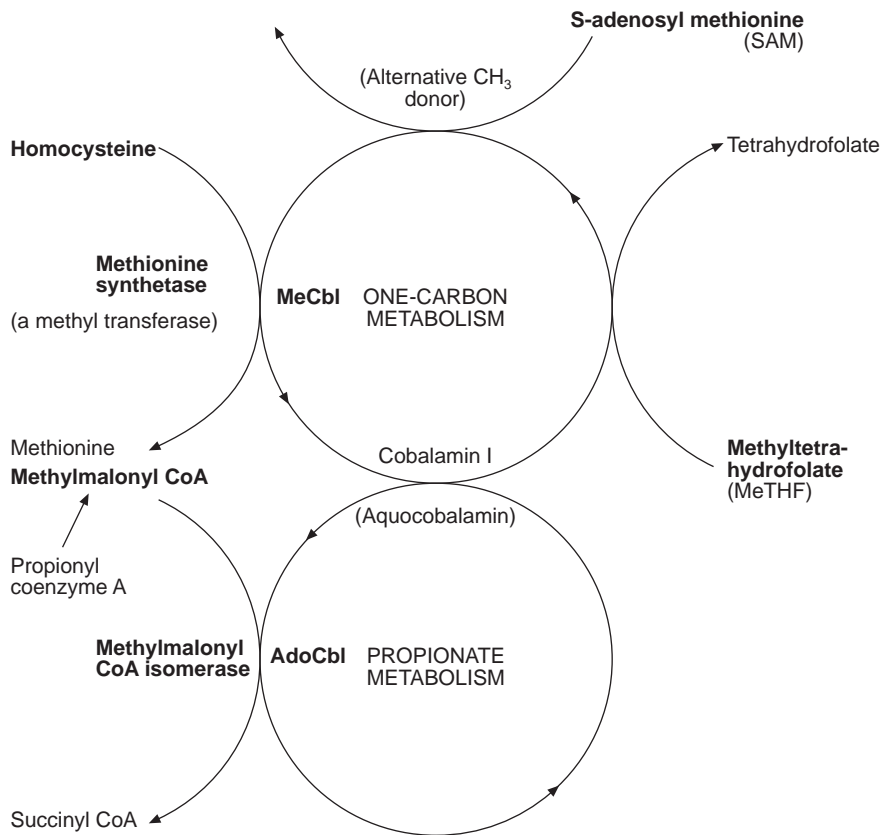 S-adenosyl methionine
(SAM)
(Alternative CH₃
donor)
Homocysteine
Tetrahydrofolate
Methionine
synthetase
(a methyl transferase)
MeCbl
ONE-CARBON
METABOLISM
Methionine
Methylmalonyl CoA
Cobalamin I
(Aquocobalamin)
Methyltetra-
hydrofolate
(MeTHF)
Propionyl
coenzyme A
Methylmalonyl
CoA isomerase
AdoCbl
PROPIONATE
METABOLISM
Succinyl CoA